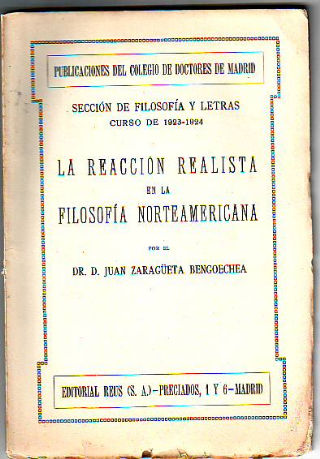 PUBLICACIONES DEL COLEGIO DE DOCTORES DE MADRID
SECCIÓN DE FILOSOFÍA Y LETRAS
CURSO DE 1923-1924
LA REACCIÓN REALISTA
EN LA
FILOSOFÍA NORTEAMERICANA
POR EL
DR. D. JUAN ZARAGÜETA BENGOECHEA
EDITORIAL REUS (S. A.)—PRECIADOS, 1 Y 6—MADRID